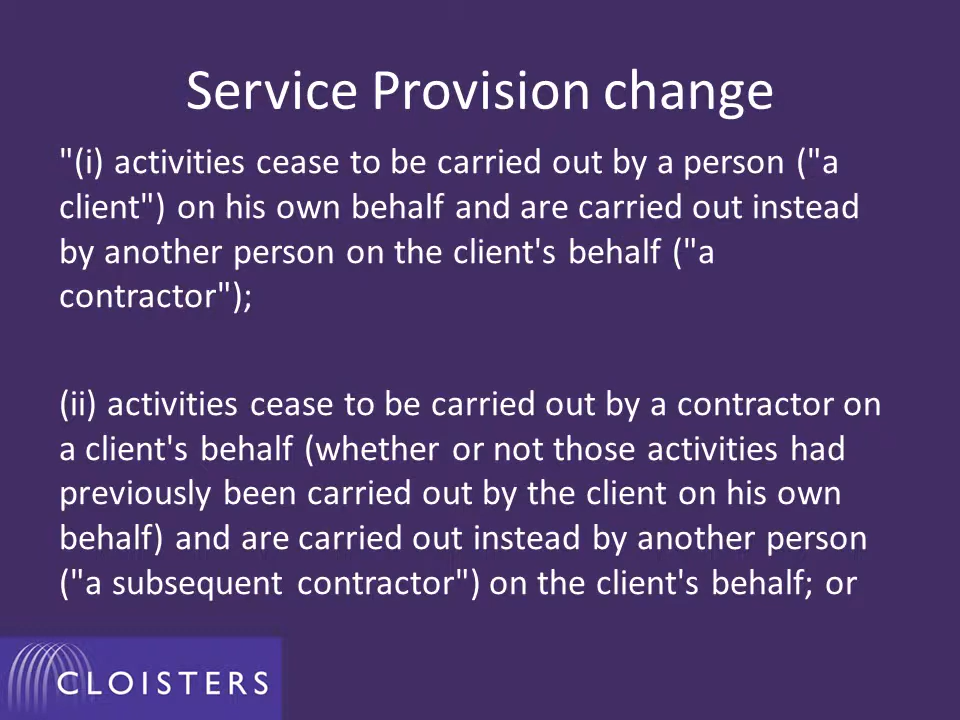 Service Provision change
"(i) activities cease to be carried out by a person ("a
client") on his own behalf and are carried out instead
by another person on the client's behalf ("a
contractor");
(ii) activities cease to be carried out by a contractor on
a client's behalf (whether or not those activities had
previously been carried out by the client on his own
behalf) and are carried out instead by another person
("a subsequent contractor") on the client's behalf; or
CLOISTERS